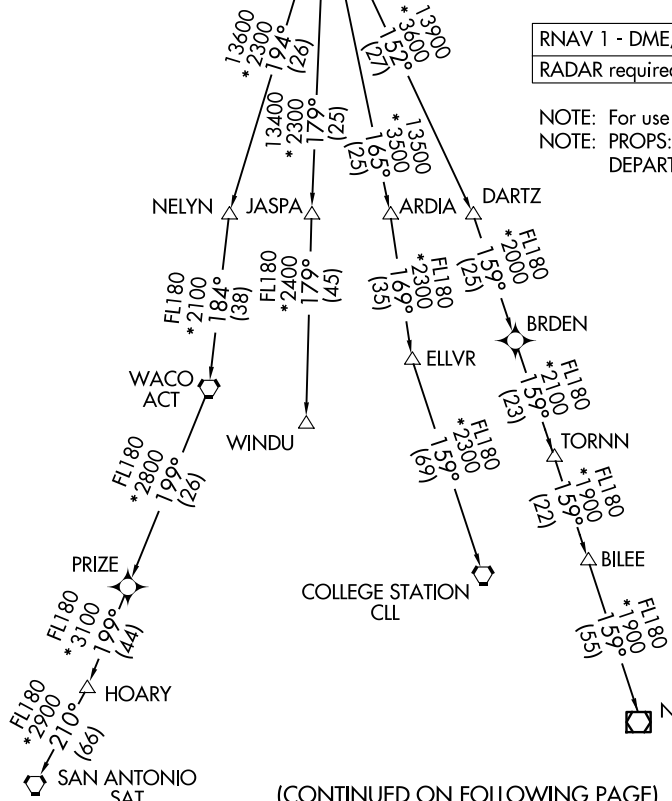 13600
*2300
194°
(26)
13400
*2300
179°
(25)
13500
*3500
165°
(25)
13900
*3600
152°
(27)
RNAV 1 - DME,
RADAR required
NOTE: For use
NOTE: PROPS:
DEPART
NELYN
JASPA
ARDIA
DARTZ
FL180
*2100
184°
(38)
FL180
*2400
179°
(45)
FL180
*2300
169°
(35)
FL180
*2000
159°
(25)
BRDEN
ELLVR
WACO
ACT
WINDU
FL180
*2100
159°
(23)
TORNN
FL180
*2800
199°
(26)
FL180
*2300
159°
(69)
FL180
*1900
159°
(22)
PRIZE
COLLEGE STATION
CLL
BILEE
FL180
*3100
199°
(44)
FL180
*1900
159°
(55)
HOARY
FL180
*2900
210°
(66)
N
SAN ANTONIO
SAT
(CONTINUED ON FOLLOWING PAGE)